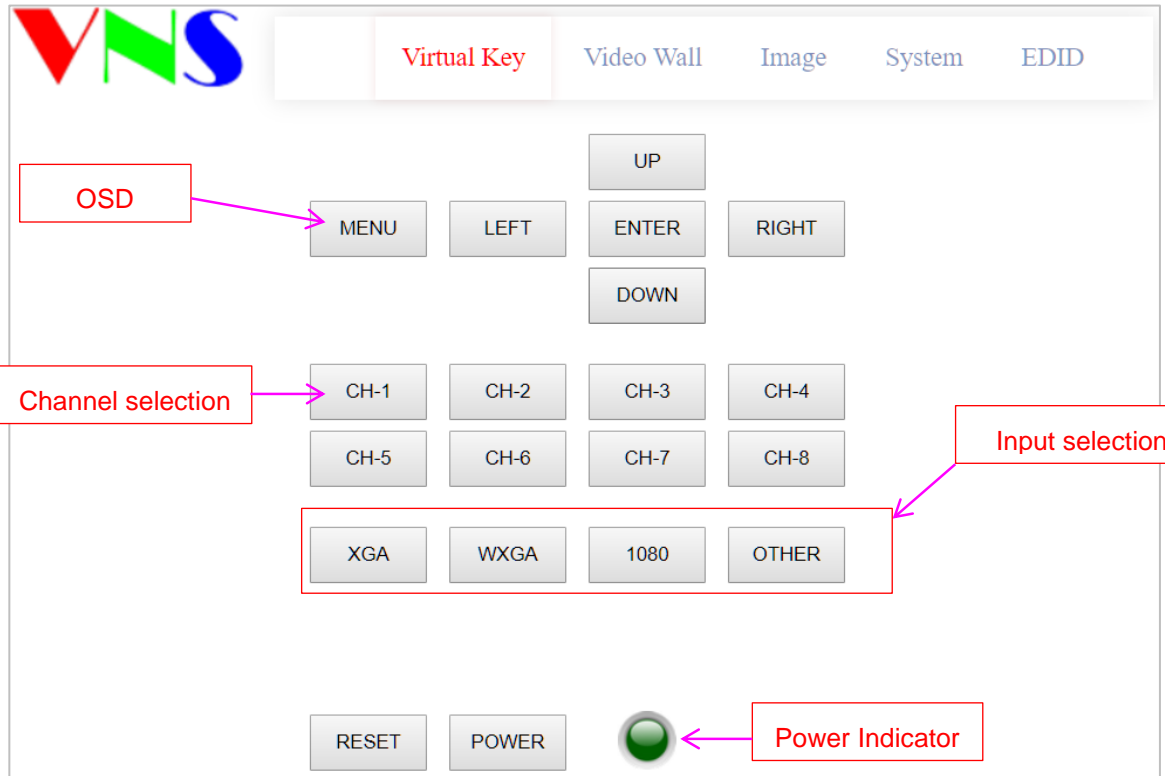 VNS
Virtual Key Video Wall Image System EDID
UP
OSD
MENU LEFT ENTER RIGHT
DOWN
Channel selection
CH-1 CH-2 CH-3 CH-4
Input selection
CH-5 CH-6 CH-7 CH-8
XGA WXGA 1080 OTHER
RESET POWER
Power Indicator